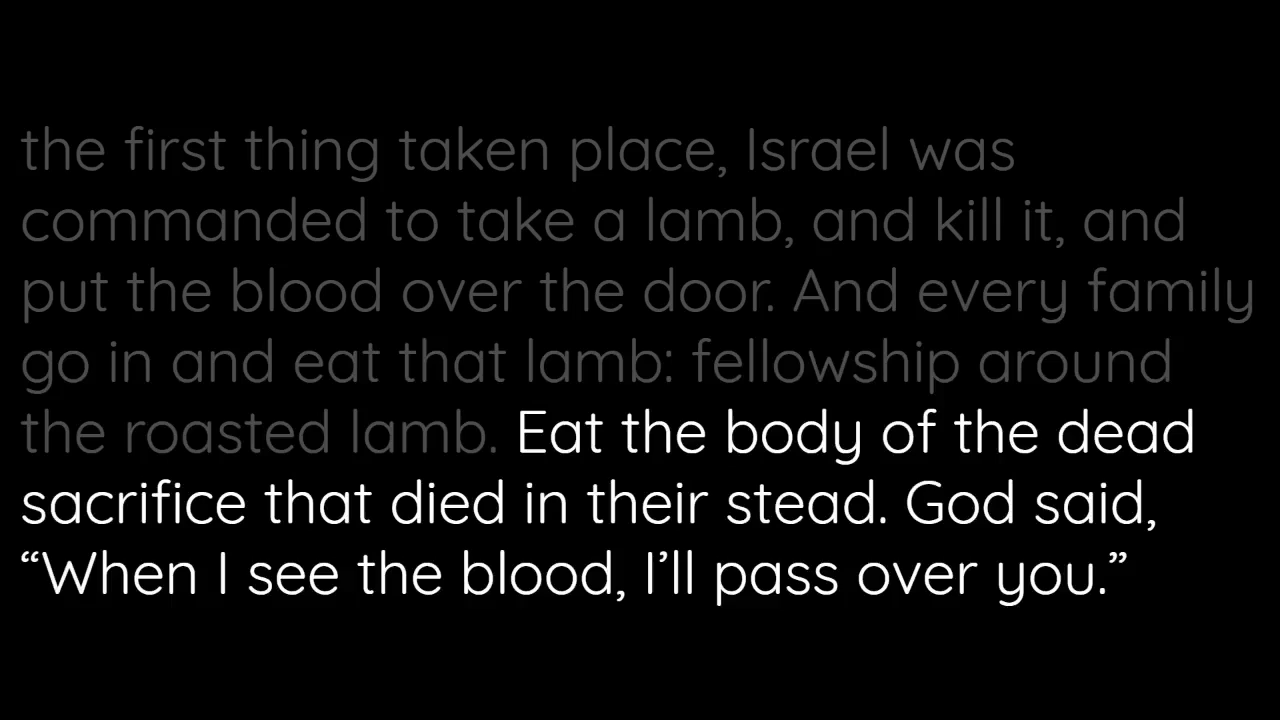 the first thing taken place, Israel was
commanded to take a lamb, and kill it, and
put the blood over the door. And every family
go in and eat that lamb: fellowship around
the roasted lamb. Eat the body of the dead
sacrifice that died in their stead. God said,
“When I see the blood, I’ll pass over you.”